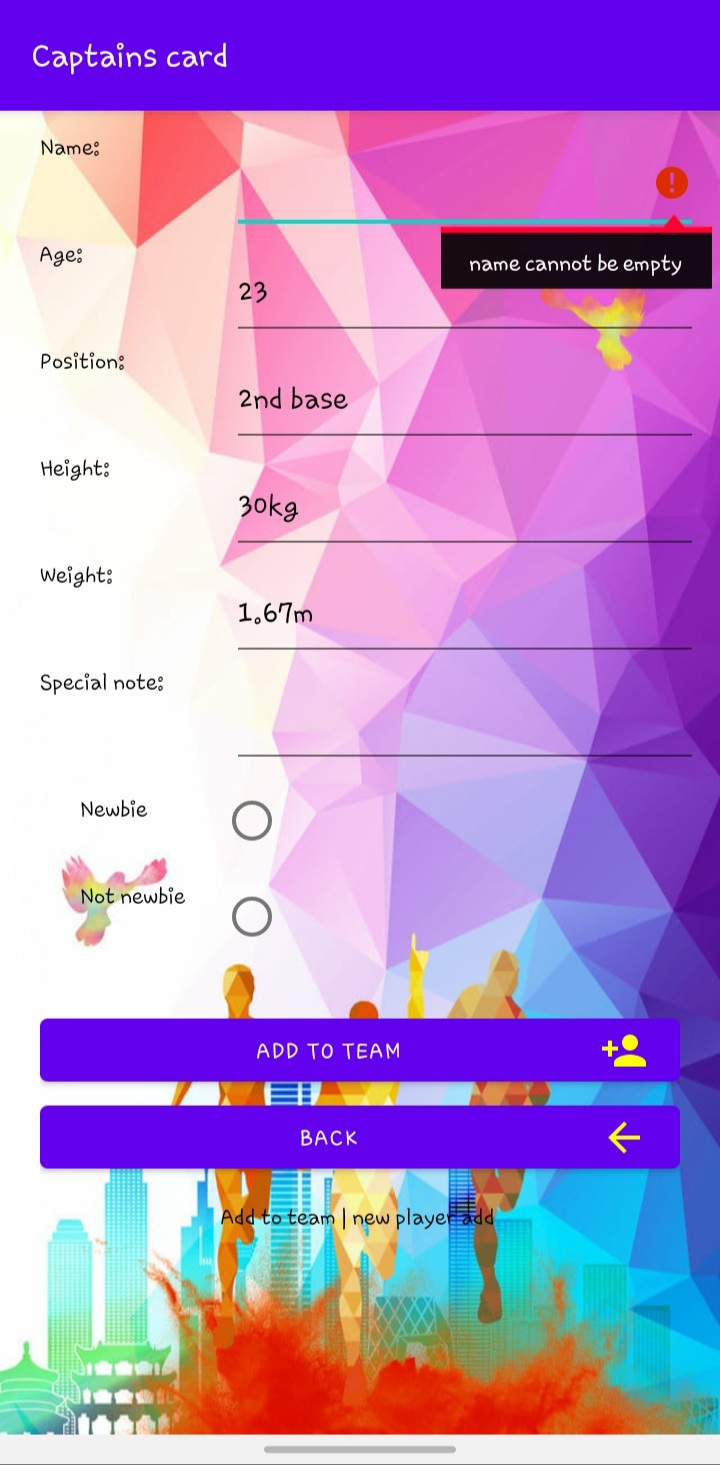 Captains card
Name:
!
name cannot be empty
Age:
23
Position:
2nd base
Height:
30kg
Weight:
1.67m
Special note:
Newbie
Not newbie
ADD TO TEAM
BACK
Add to team | new player add